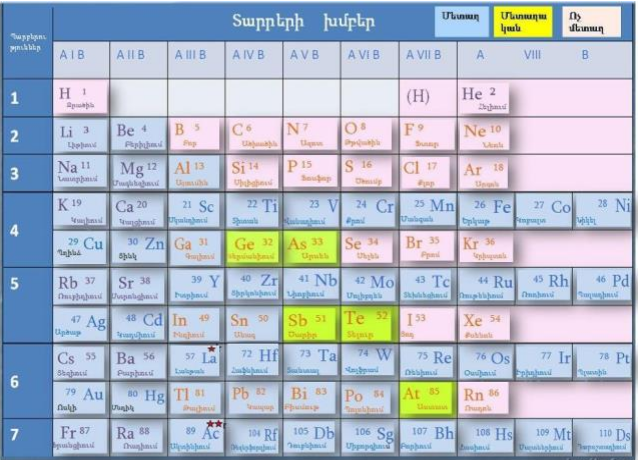 Տարրերի խմբեր
Մետաղ
Մետաղակական
Ոչ մետաղ
Պարբերություններ
A I B A II B A III B A IV B A V B A VI B A VII B A VIII B
1 H 1 (H) He 2
Ջրածին Հելիում
2 Li 3 Be 4 B 5 C 6 N 7 O 8 F 9 Ne 10
Լիթիում Բերիլիում Բոր Ածխածին Ազոտ Թթվածին Ֆտոր Նեոն
3 Na 11 Mg 12 Al 13 Si 14 P 15 S 16 Cl 17 Ar 18
Նատրիում Մագնեզիում Ալյումին Սիլիցիում Ֆոսֆոր Ծծումբ Քլոր Արգոն
4 K 19 Ca 20 21 Sc 22 Ti 23 V 24 Cr 25 Mn 26 Fe 27 Co 28 Ni
Կալիում Կալցիում Սկանդիում Տիտան Վանադիում Քրոմ Մանգան Երկաթ Կոբալտ Նիկել
29 Cu 30 Zn Ga 31 Ge 32 As 33 Se 34 Br 35 Kr 36
Պղինձ Ցինկ Գալիում Գերմանիում Արսեն Սելեն Բրոմ Կրիպտոն
5 Rb 37 Sr 38 39 Y 40 Zr 41 Nb 42 Mo 43 Tc 44 Ru 45 Rh 46 Pd
Ռուբիդիում Ստրոնցիում Իտրիում Ցիրկոնիում Նիոբիում Մոլիբդեն Տեխնեցիում Ռութենիում Ռոդիում Պալադիում
47 Ag 48 Cd In 49 Sn 50 Sb 51 Te 52 I 53 Xe 54
Արծաթ Կադմիում Ինդիում Անագ Ծարիր Տելուր Յոդ Քսենոն
6 Cs 55 Ba 56 57 La 72 Hf 73 Ta 74 W 75 Re 76 Os 77 Ir 78 Pt
Ցեզիում Բարիում Լանթան Հաֆնիում Տանտալ Վոլֆրամ Ռենիում Օսմիում Իրիդիում Պլատին
79 Au 80 Hg Tl 81 Pb 82 Bi 83 Po 84 At 85 Rn 86
Ոսկի Սնդիկ Թալիում Կապար Բիսմութ Պոլոնիում Աստատ Ռադոն
7 Fr 87 Ra 88 89 Ac 104 Rf 105 Db 106 Sg 107 Bh 108 Hs 109 Mt 110 Ds
Ֆրանցիում Ռադիում Ակտինիում Ռեզերֆորդիում Դուբնիում Սիբորգիում Բորիում Հասիում Մայտներիում Դարմշտադիում